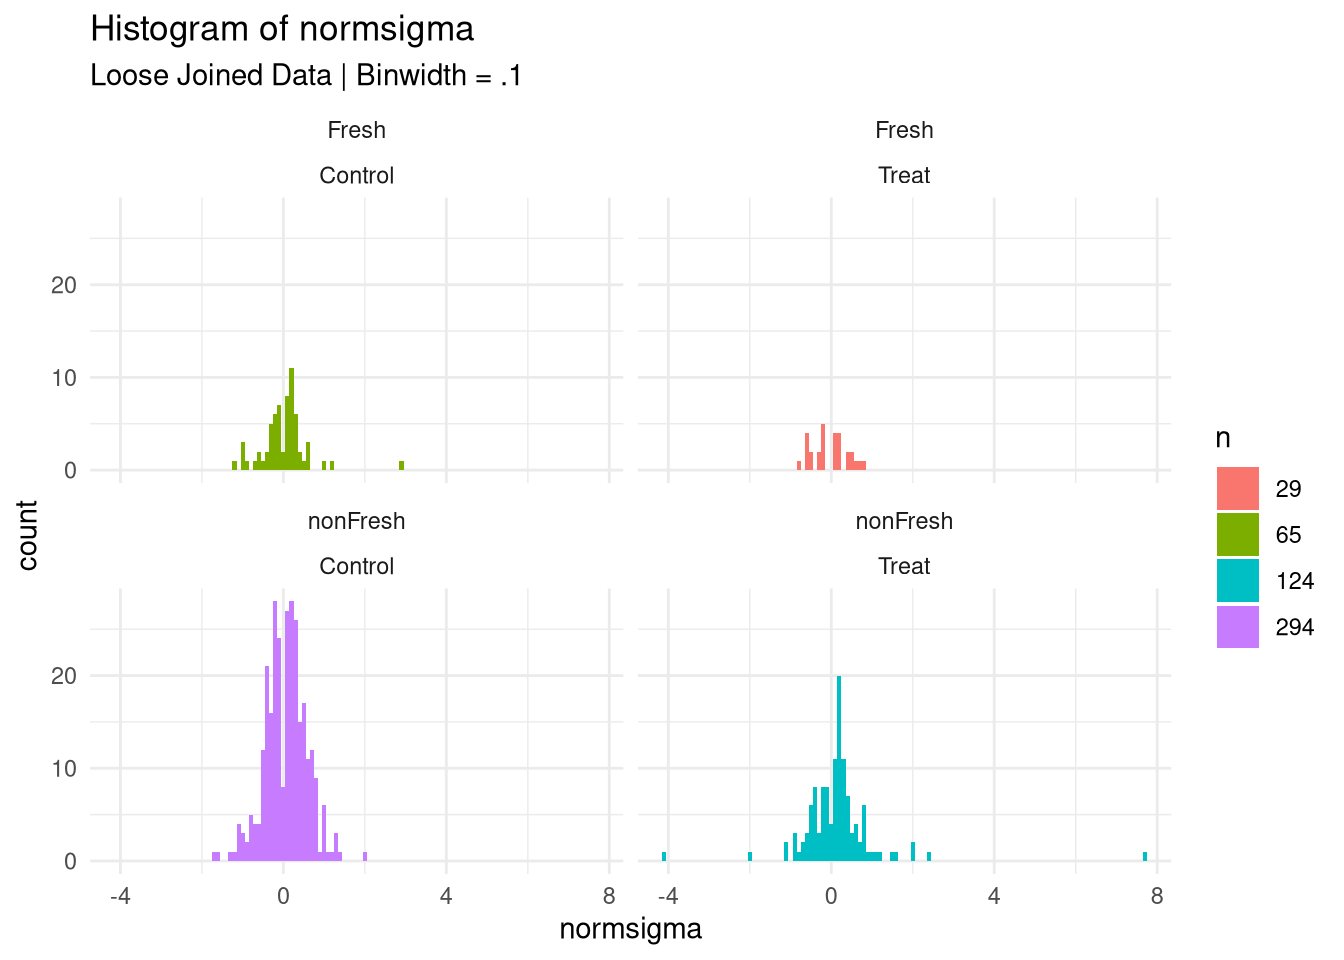 Histogram of normsigma
Loose Joined Data | Binwidth = .1
Fresh
Control
Fresh
Treat
20
10
0
nonFresh
Control
nonFresh
Treat
20
10
0
-4 0 4 8
-4 0 4 8
normsigma
count
n
29
65
124
294